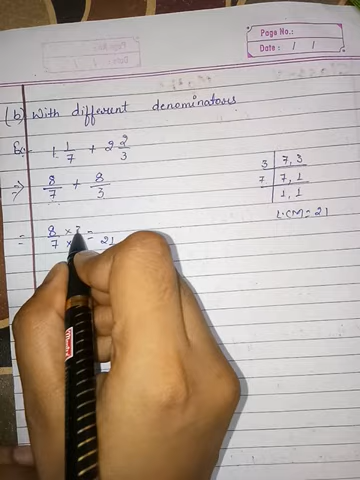 Page No.:
Date : / /
(b) With different denominators
Ex:- 1 1/7 + 2 2/3
⇒ 8/7 + 8/3
3 | 7, 3
7 | 7, 1
1, 1
L.CM = 21
= 8 × 3 =
7 × 21